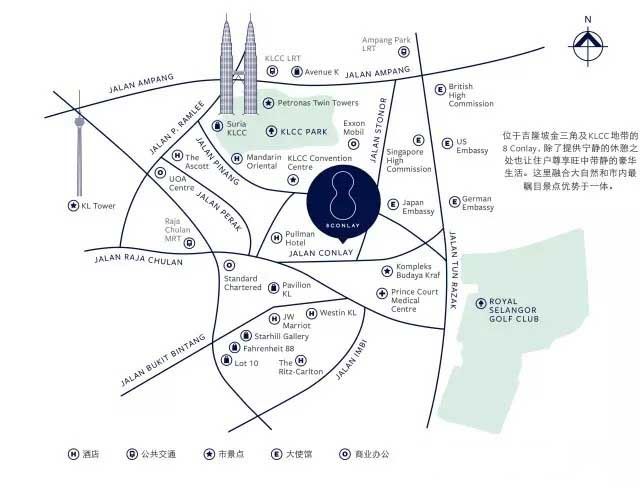 N
Ampang Park
LRT
KLCC LRT
Avenue K
JALAN AMPANG
JALAN AMPANG
British
High
Commission
Petronas Twin Towers
JALAN P. RAMLEE
Suria
KLCC
KLCC PARK
Exxon
Mobil
JALAN STONOR
Singapore
High
Commission
US
Embassy
位于吉隆坡金三角及KLCC地带的
8 Conlay, 除了提供宁静的休憩之
处也让住户尊享旺中带静的奢华
生活。这里融合大自然和市内最
瞩目景点优势于一体。
The
Ascott
JALAN PINANG
Mandarin
Oriental
KLCC Convention
Centre
UOA
Centre
KL Tower
JALAN PERAK
8CONLAY
Japan
Embassy
German
Embassy
Raja
Chulan
MRT
Pullman
Hotel
JALAN CONLAY
JALAN RAJA CHULAN
JALAN TUN RAZAK
Standard
Chartered
Kompleks
Budaya Kraf
Pavilion
KL
Prince Court
Medical
Centre
ROYAL
SELANGOR
GOLF CLUB
JW
Marriot
Westin KL
Starhill Gallery
Fahrenheit 88
JALAN BUKIT BINTANG
Lot 10
The
Ritz-Carlton
JALAN IMBI
H 酒店
公共交通
市景点
E 大使馆
O 商业办公